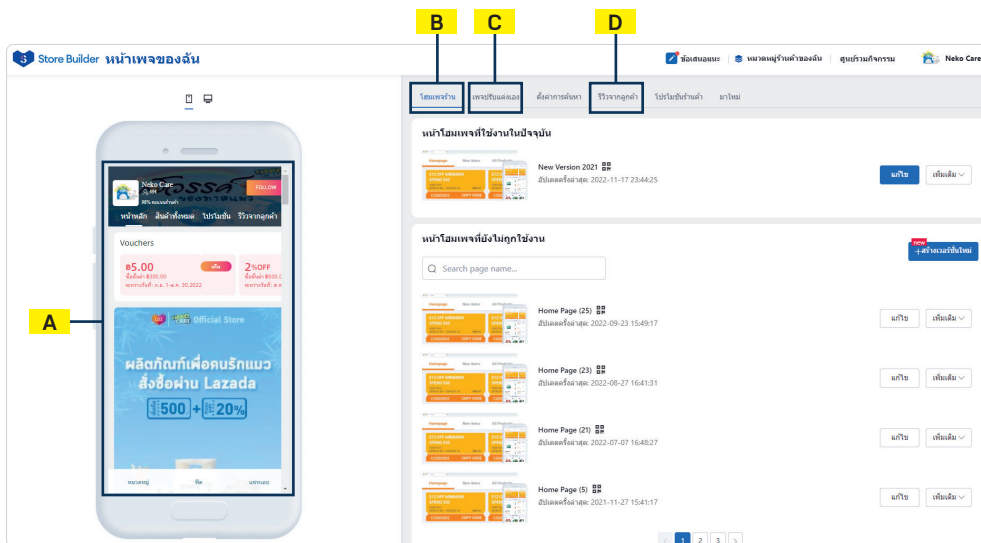 B C D
Store Builder หน้าเพจของฉัน
ข้อเสนอแนะ
หมวดหมู่ร้านค้าของฉัน
ศูนย์รวมกิจกรรม
Neko Care
โฮมเพจร้าน เพจปรับแต่งเอง ตั้งค่าการค้นหา รีวิวจากลูกค้า โปรโมชันร้านค้า มาใหม่
A
Neko Care
FOLLOW
หน้าหลัก สินค้าทั้งหมด โปรโมชั่น รีวิวจากลูกค้า
Vouchers
฿5.00
เก็บ
2%OFF
Official Store
ผลิตภัณฑ์เพื่อคนรักแมว
สั่งซื้อผ่าน Lazada
500 + 20%
หมวดหมู่ ฟีด แชทเลย
หน้าโฮมเพจที่ใช้งานในปัจจุบัน
New Version 2021
อัปเดตครั้งล่าสุด: 2022-11-17 23:44:25
แก้ไข เพิ่มเติม
หน้าโฮมเพจที่ยังไม่ถูกใช้งาน
new
+สร้างเวอร์ชันใหม่
Search page name...
Home Page (25)
อัปเดตครั้งล่าสุด: 2022-09-23 15:49:17
แก้ไข เพิ่มเติม
Home Page (23)
อัปเดตครั้งล่าสุด: 2022-08-27 16:41:31
แก้ไข เพิ่มเติม
Home Page (21)
อัปเดตครั้งล่าสุด: 2022-07-07 16:48:27
แก้ไข เพิ่มเติม
Home Page (5)
อัปเดตครั้งล่าสุด: 2021-11-27 15:41:17
แก้ไข เพิ่มเติม
< 1 2 3 >